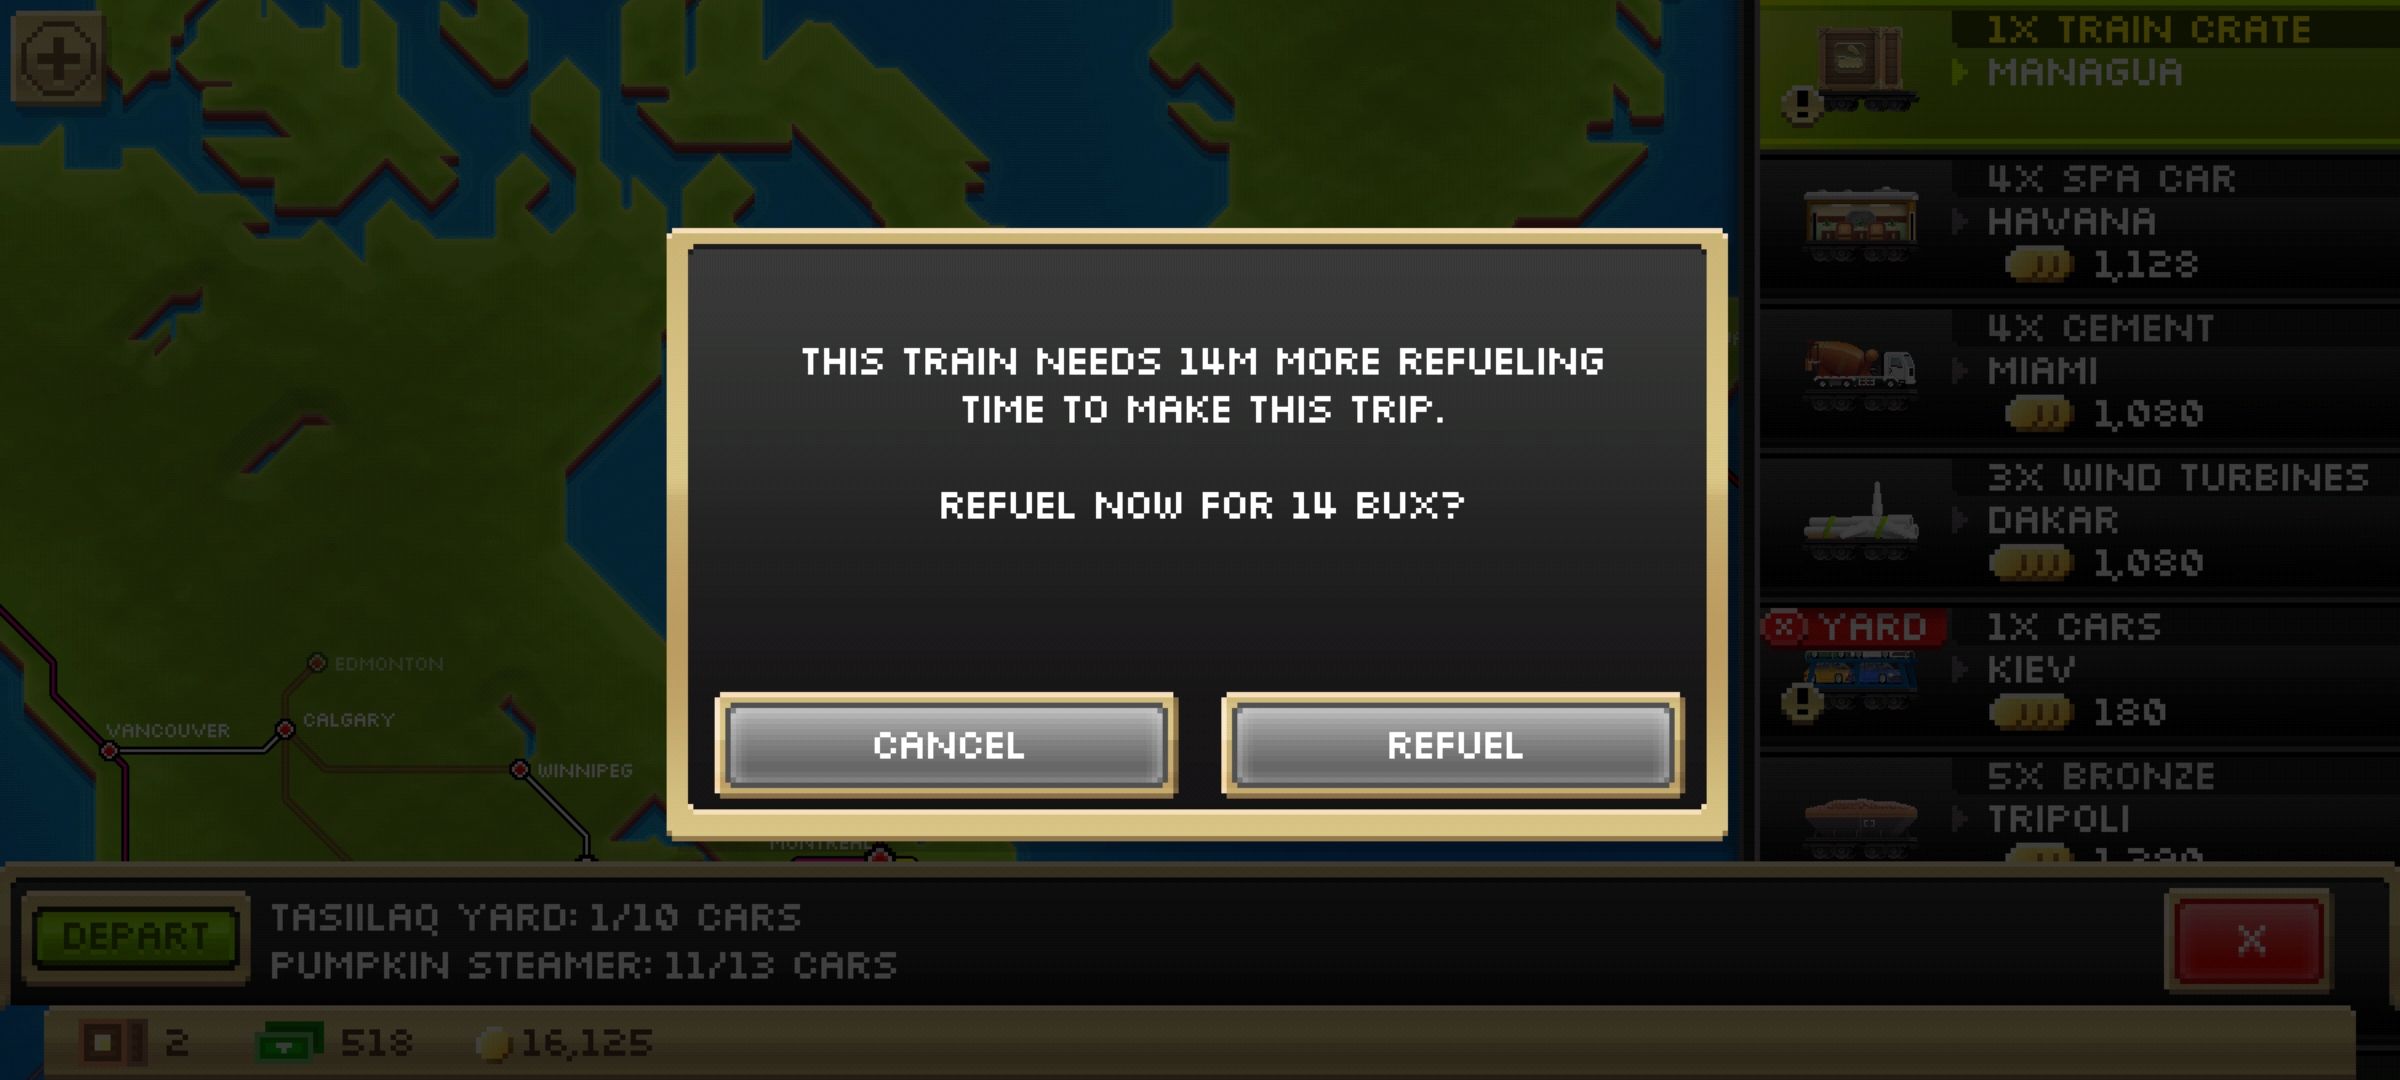 1X TRAIN CRATE
MANAGUA
4X SPA CAR
HAVANA
1,128
4X CEMENT
MIAMI
1,080
3X WIND TURBINES
DAKAR
1,080
X YARD
1X CARS
KIEV
180
5X BRONZE
TRIPOLI
THIS TRAIN NEEDS 14M MORE REFUELING
TIME TO MAKE THIS TRIP.
REFUEL NOW FOR 14 BUX?
CANCEL
REFUEL
EDMONTON
CALGARY
VANCOUVER
WINNIPEG
MONTREAL
DEPART
TASIILAQ YARD: 1/10 CARS
PUMPKIN STEAMER: 11/13 CARS
X
2
518
16,125